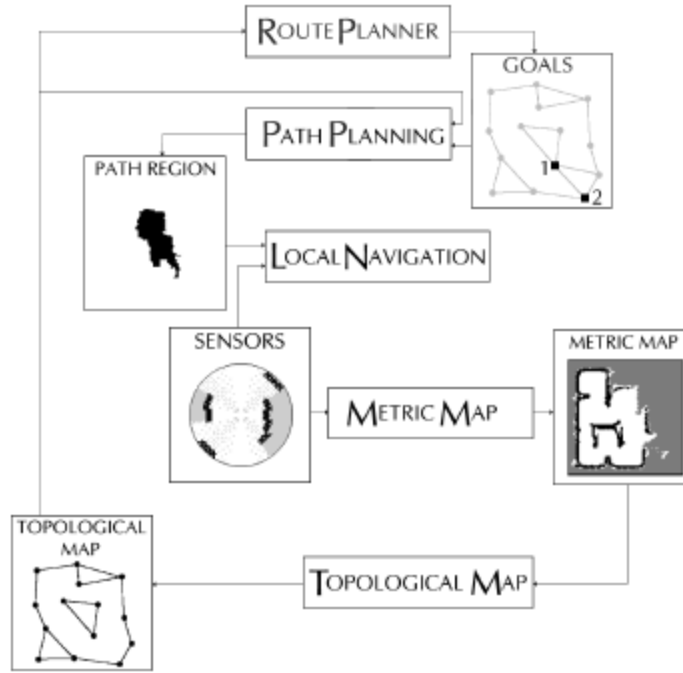 ROUTE PLANNER
GOALS
1
2
PATH PLANNING
PATH REGION
LOCAL NAVIGATION
SENSORS
METRIC MAP
METRIC MAP
TOPOLOGICAL
MAP
TOPOLOGICAL MAP